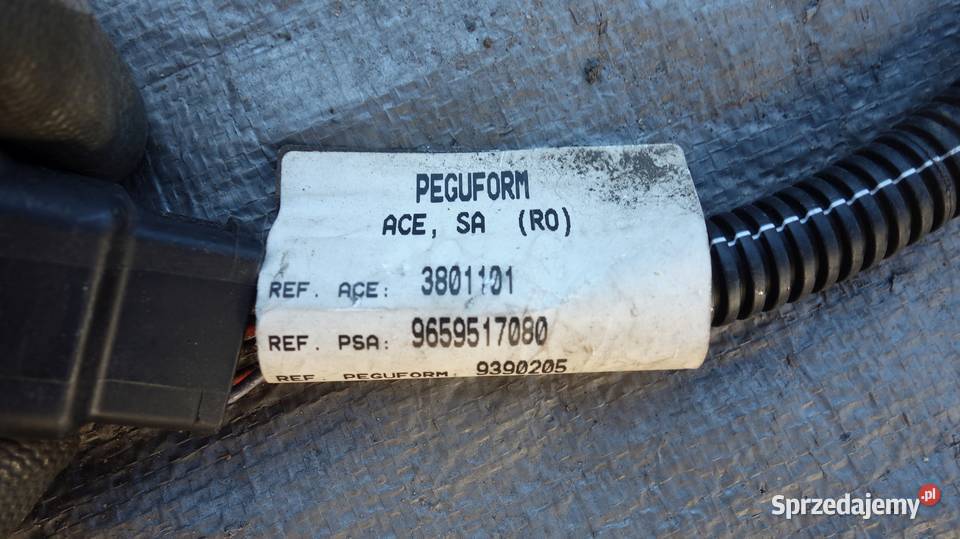 PEGUFORM
ACE, SA (RO)
REF. ACE: 3801101
REF. PSA: 9659517080
REF. PEGUFORM: 9390205
Sprzedajemy.pl